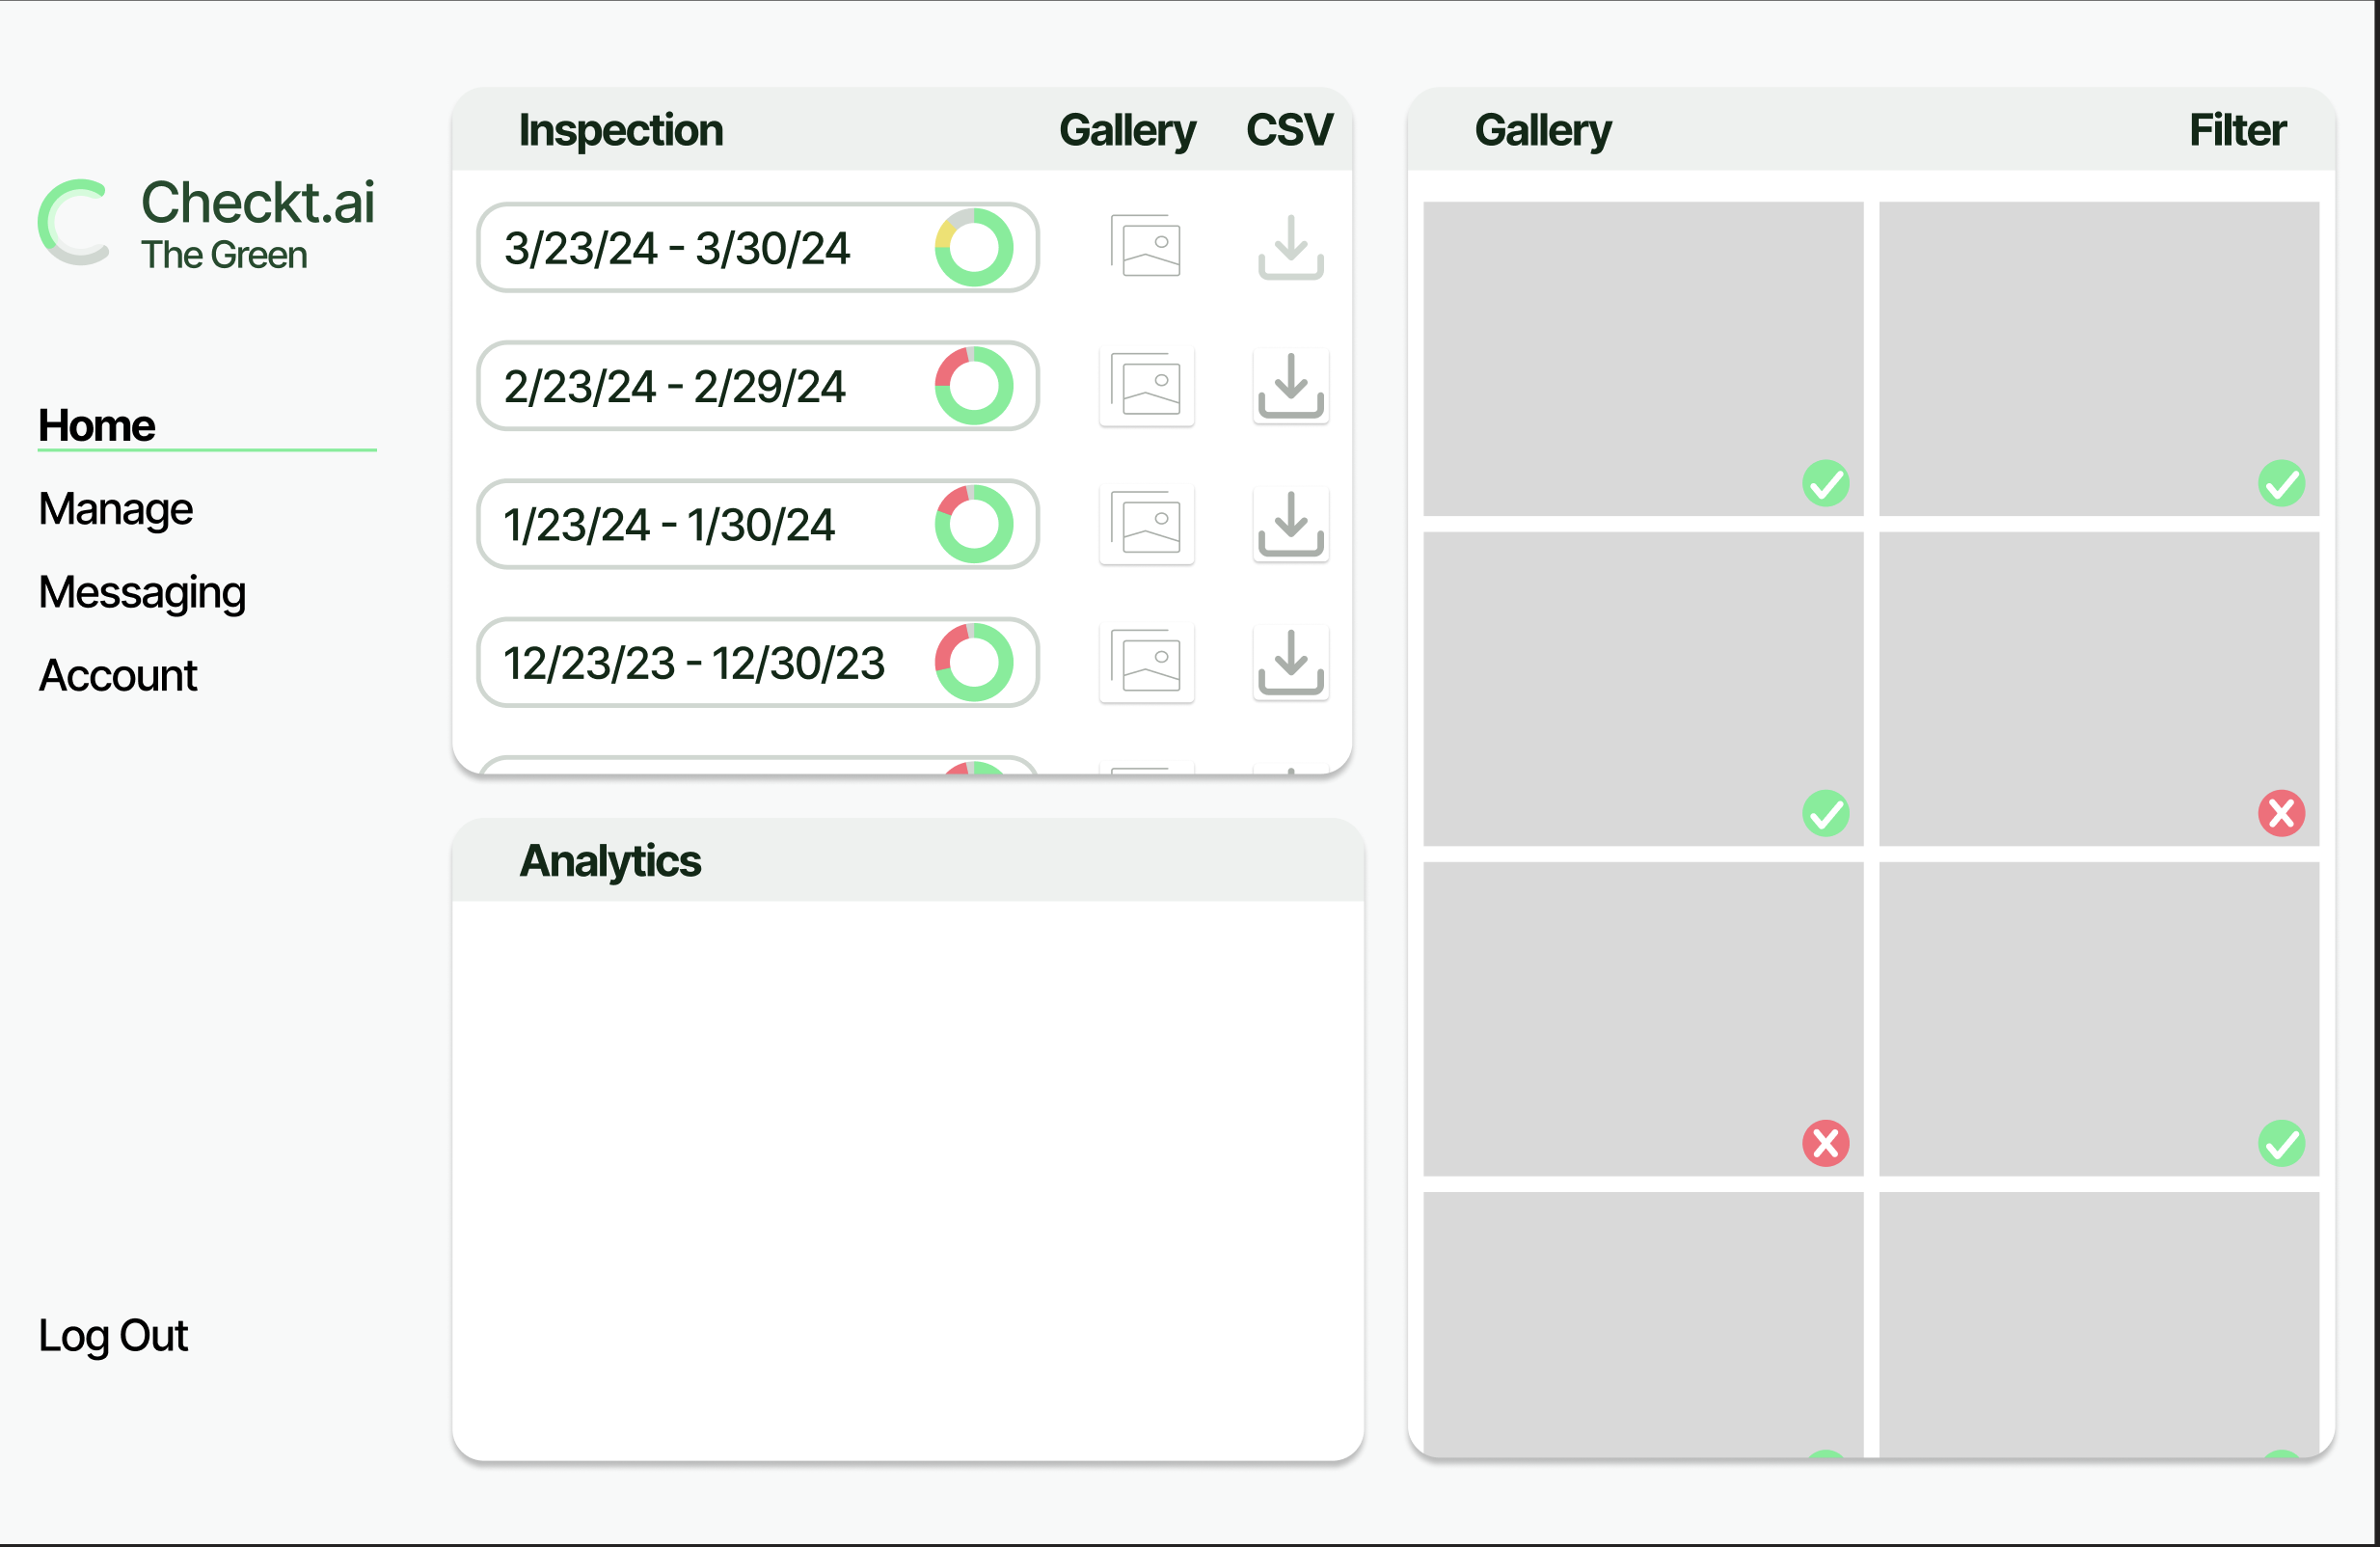 Checkt.ai
The Green
Home
Manage
Messaging
Account
Log Out
Inspection Gallery CSV
3/23/24 - 3/30/24
2/23/24 - 2/29/24
1/23/24 - 1/30/24
12/23/23 - 12/30/23
Analytics
Gallery Filter